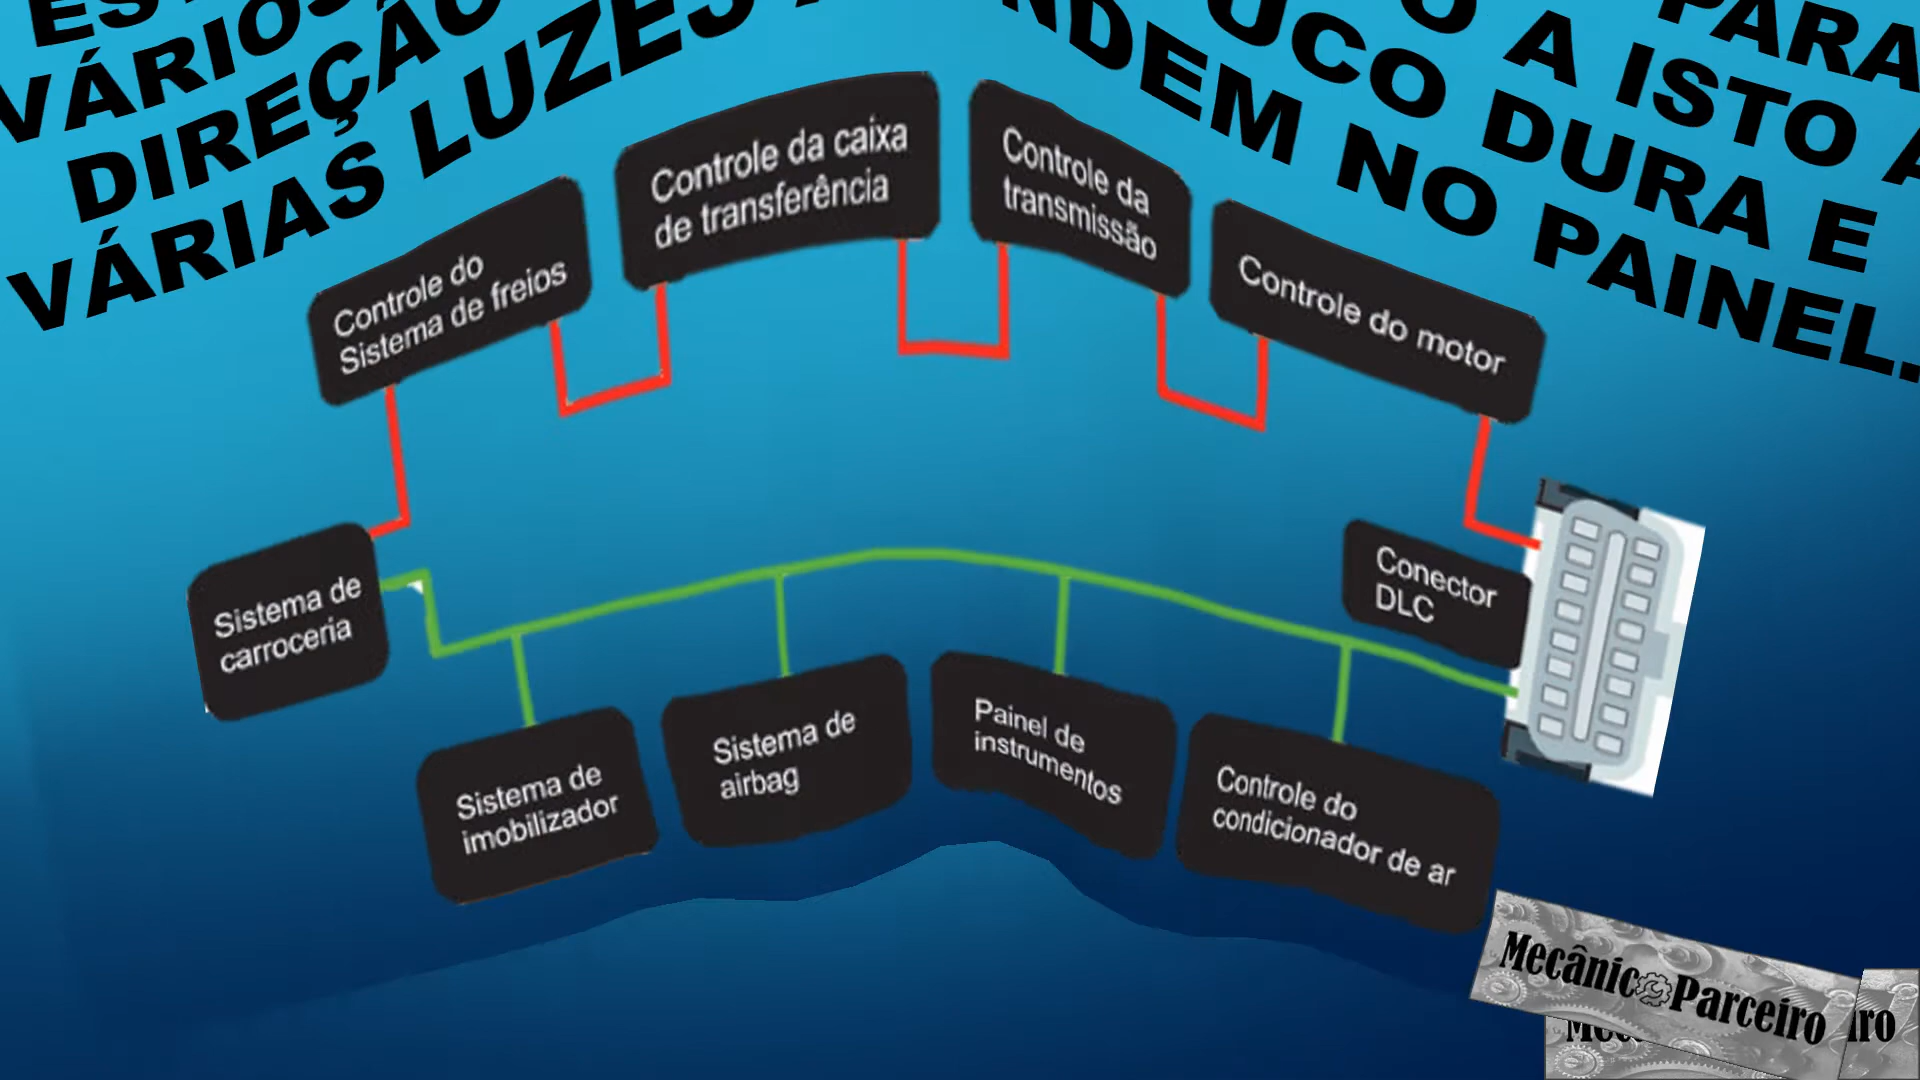 VÁRIOS
DIREÇÃO
VÁRIAS LUZES
PARA
O A ISTO A
UCO DURA E
NDEM NO PAINEL.
Controle do
Sistema de freios
Controle da caixa
de transferência
Controle da
transmissão
Controle do motor
Sistema de
carroceria
Conector
DLC
Sistema de
imobilizador
Sistema de
airbag
Painel de
instrumentos
Controle do
condicionador de ar
Mecânico Parceiro
iro